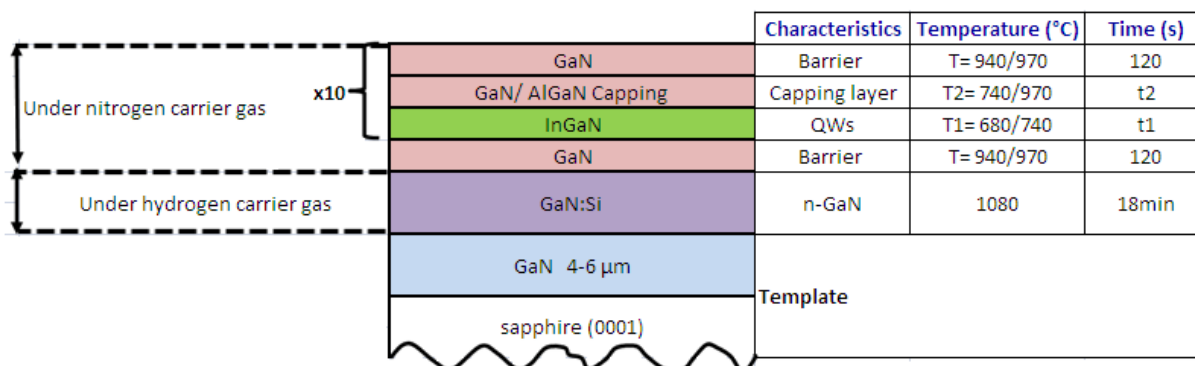 Characteristics Temperature (°C) Time (s)
GaN Barrier T= 940/970 120
x10 GaN/ AlGaN Capping Capping layer T2= 740/970 t2
Under nitrogen carrier gas
InGaN QWs T1= 680/740 t1
GaN Barrier T= 940/970 120
Under hydrogen carrier gas GaN:Si n-GaN 1080 18min
GaN 4-6 µm
Template
sapphire (0001)